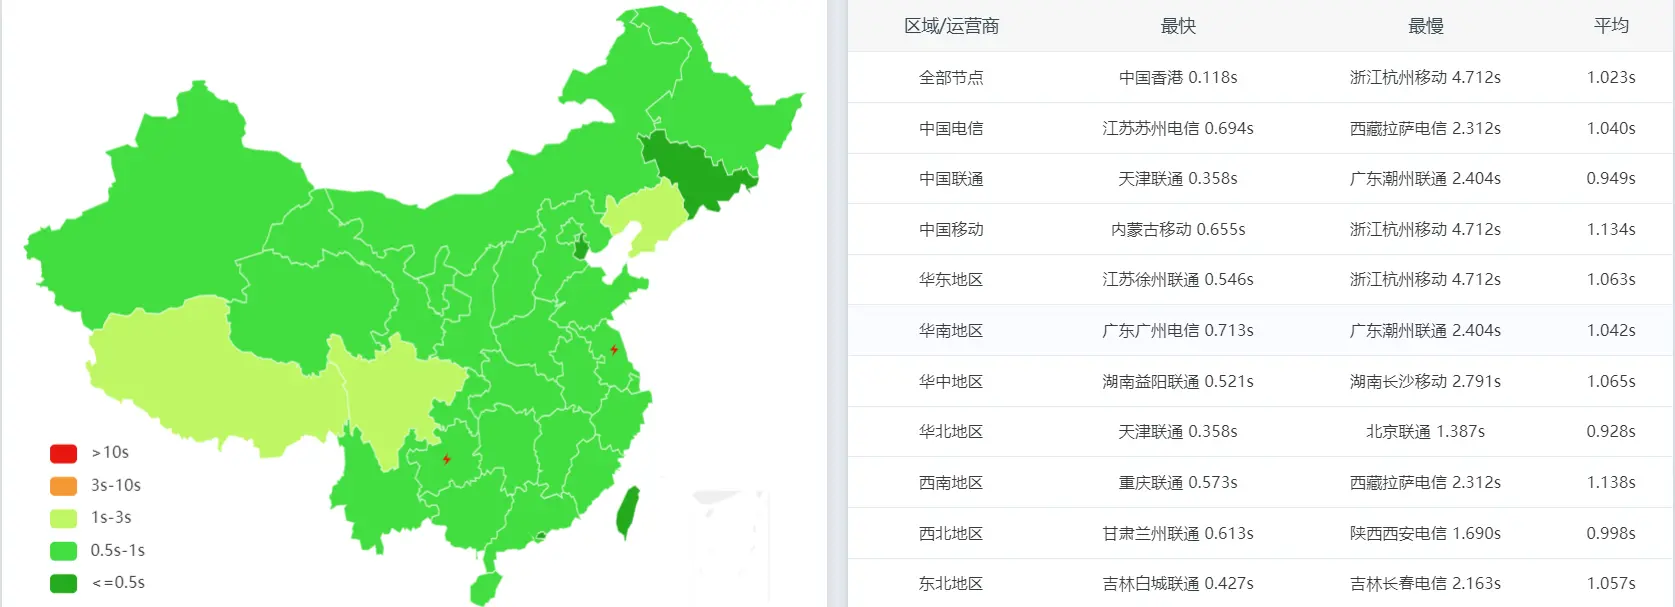 >10s
3s-10s
1s-3s
0.5s-1s
<=0.5s
区域/运营商 最快 最慢 平均
全部节点 中国香港 0.118s 浙江杭州移动 4.712s 1.023s
中国电信 江苏苏州电信 0.694s 西藏拉萨电信 2.312s 1.040s
中国联通 天津联通 0.358s 广东潮州联通 2.404s 0.949s
中国移动 内蒙古移动 0.655s 浙江杭州移动 4.712s 1.134s
华东地区 江苏徐州联通 0.546s 浙江杭州移动 4.712s 1.063s
华南地区 广东广州电信 0.713s 广东潮州联通 2.404s 1.042s
华中地区 湖南益阳联通 0.521s 湖南长沙移动 2.791s 1.065s
华北地区 天津联通 0.358s 北京联通 1.387s 0.928s
西南地区 重庆联通 0.573s 西藏拉萨电信 2.312s 1.138s
西北地区 甘肃兰州联通 0.613s 陕西西安电信 1.690s 0.998s
东北地区 吉林白城联通 0.427s 吉林长春电信 2.163s 1.057s